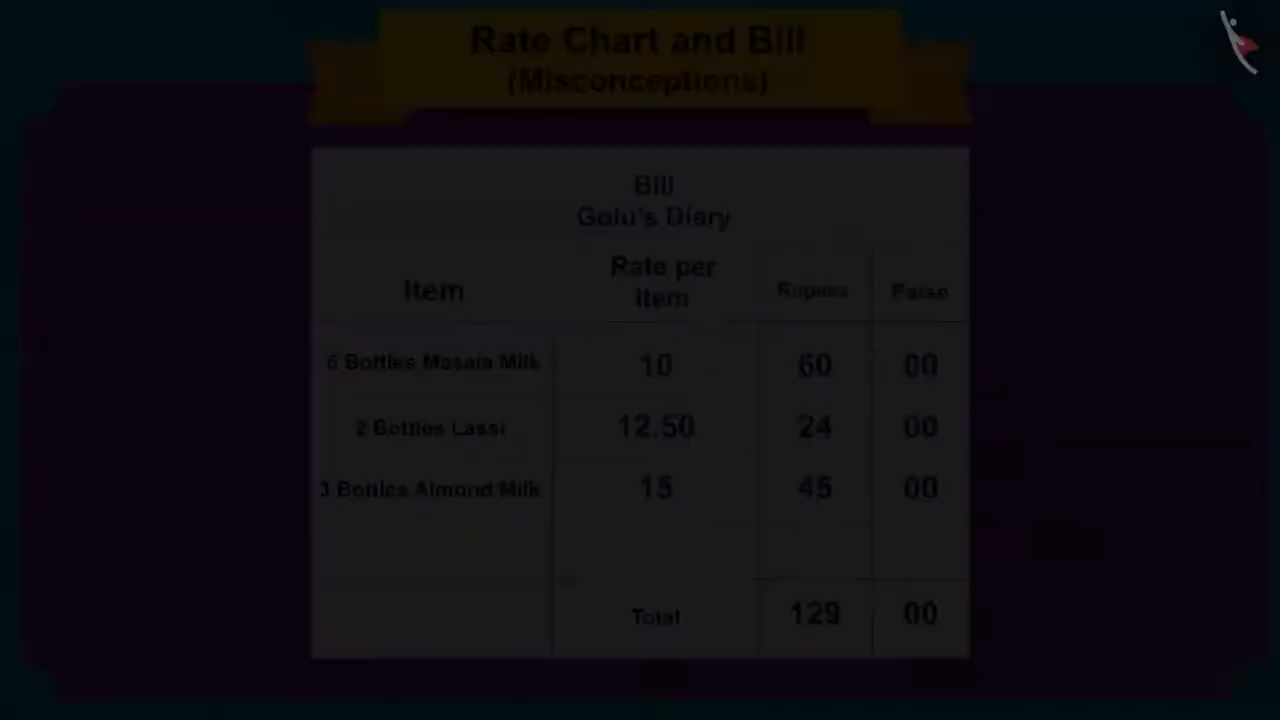 Rate Chart and Bill
(Misconceptions)
Bill
Golu's Diary
Item
Rate per
Item
Rupees
Paise
6 Bottles Masala Milk
10
60
00
2 Bottles Lassi
12.50
24
00
3 Bottles Almond Milk
15
45
00
Total
129
00